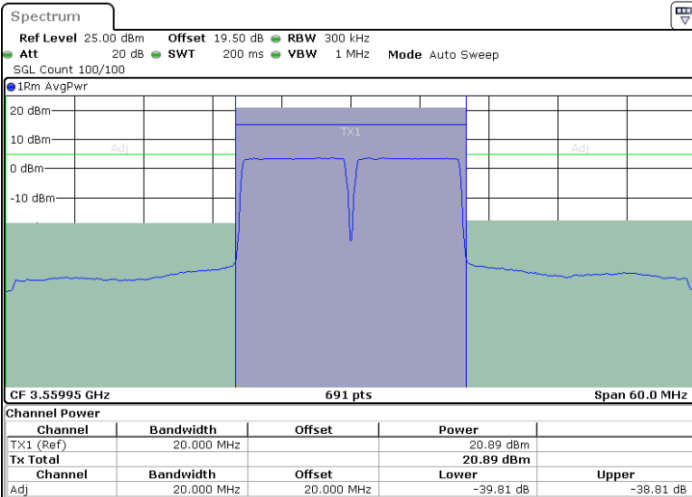 Spectrum
Ref Level 25.00 dBm Offset 19.50 dB RBW 300 kHz
Att 20 dB SWT 200 ms VBW 1 MHz Mode Auto Sweep
SGL Count 100/100
1Rm AvgPwr
20 dBm
TX1
10 dBm
Adj Adj
0 dBm
-10 dBm
CF 3.55995 GHz 691 pts Span 60.0 MHz
Channel Power
Channel Bandwidth Offset Power
TX1 (Ref) 20.000 MHz 20.89 dBm
Tx Total 20.89 dBm
Channel Bandwidth Offset Lower Upper
Adj 20.000 MHz 20.000 MHz -39.81 dB -38.81 dB